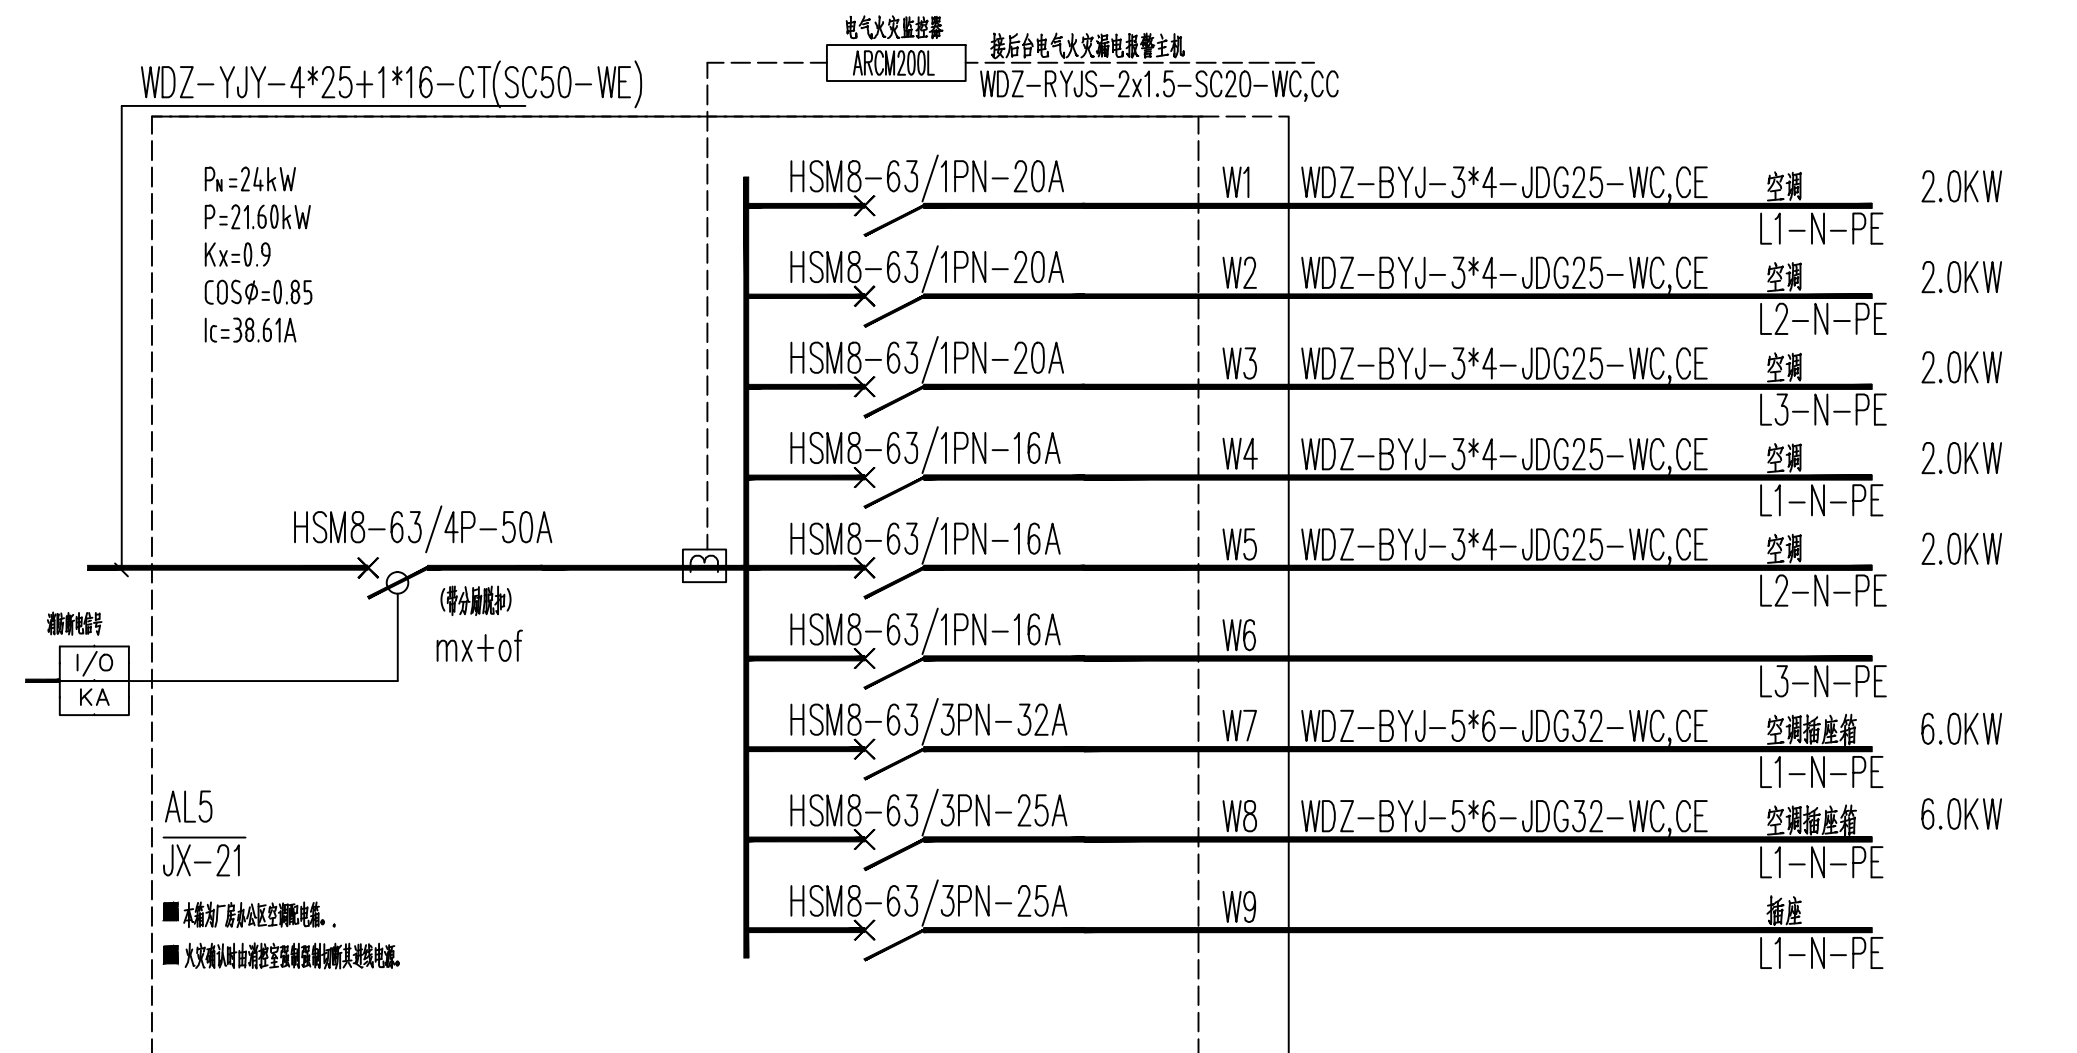 电气火灾监控器
ARCM200L
接后台电气火灾漏电报警主机
WDZ-RYJS-2x1.5-SC20-WC,CC
WDZ-YJY-4*25+1*16-CT(SC50-WE)
PN=24kW
P=21.60kW
Kx=0.9
COSφ=0.85
Ic=38.61A
HSM8-63/1PN-20A W1 WDZ-BYJ-3*4-JDG25-WC,CE 空调 2.0KW
L1-N-PE
HSM8-63/1PN-20A W2 WDZ-BYJ-3*4-JDG25-WC,CE 空调 2.0KW
L2-N-PE
HSM8-63/1PN-20A W3 WDZ-BYJ-3*4-JDG25-WC,CE 空调 2.0KW
L3-N-PE
HSM8-63/1PN-16A W4 WDZ-BYJ-3*4-JDG25-WC,CE 空调 2.0KW
L1-N-PE
HSM8-63/4P-50A
(带分励脱扣)
mx+of
HSM8-63/1PN-16A W5 WDZ-BYJ-3*4-JDG25-WC,CE 空调 2.0KW
L2-N-PE
消防断电信号
I/O
KA
HSM8-63/1PN-16A W6
L3-N-PE
HSM8-63/3PN-32A W7 WDZ-BYJ-5*6-JDG32-WC,CE 空调插座箱 6.0KW
L1-N-PE
HSM8-63/3PN-25A W8 WDZ-BYJ-5*6-JDG32-WC,CE 空调插座箱 6.0KW
L1-N-PE
HSM8-63/3PN-25A W9 插座
L1-N-PE
AL5
JX-21
■ 本箱为厂房办公区空调配电箱。.
■ 火灾确认时由消控室强制强制切断其进线电源。